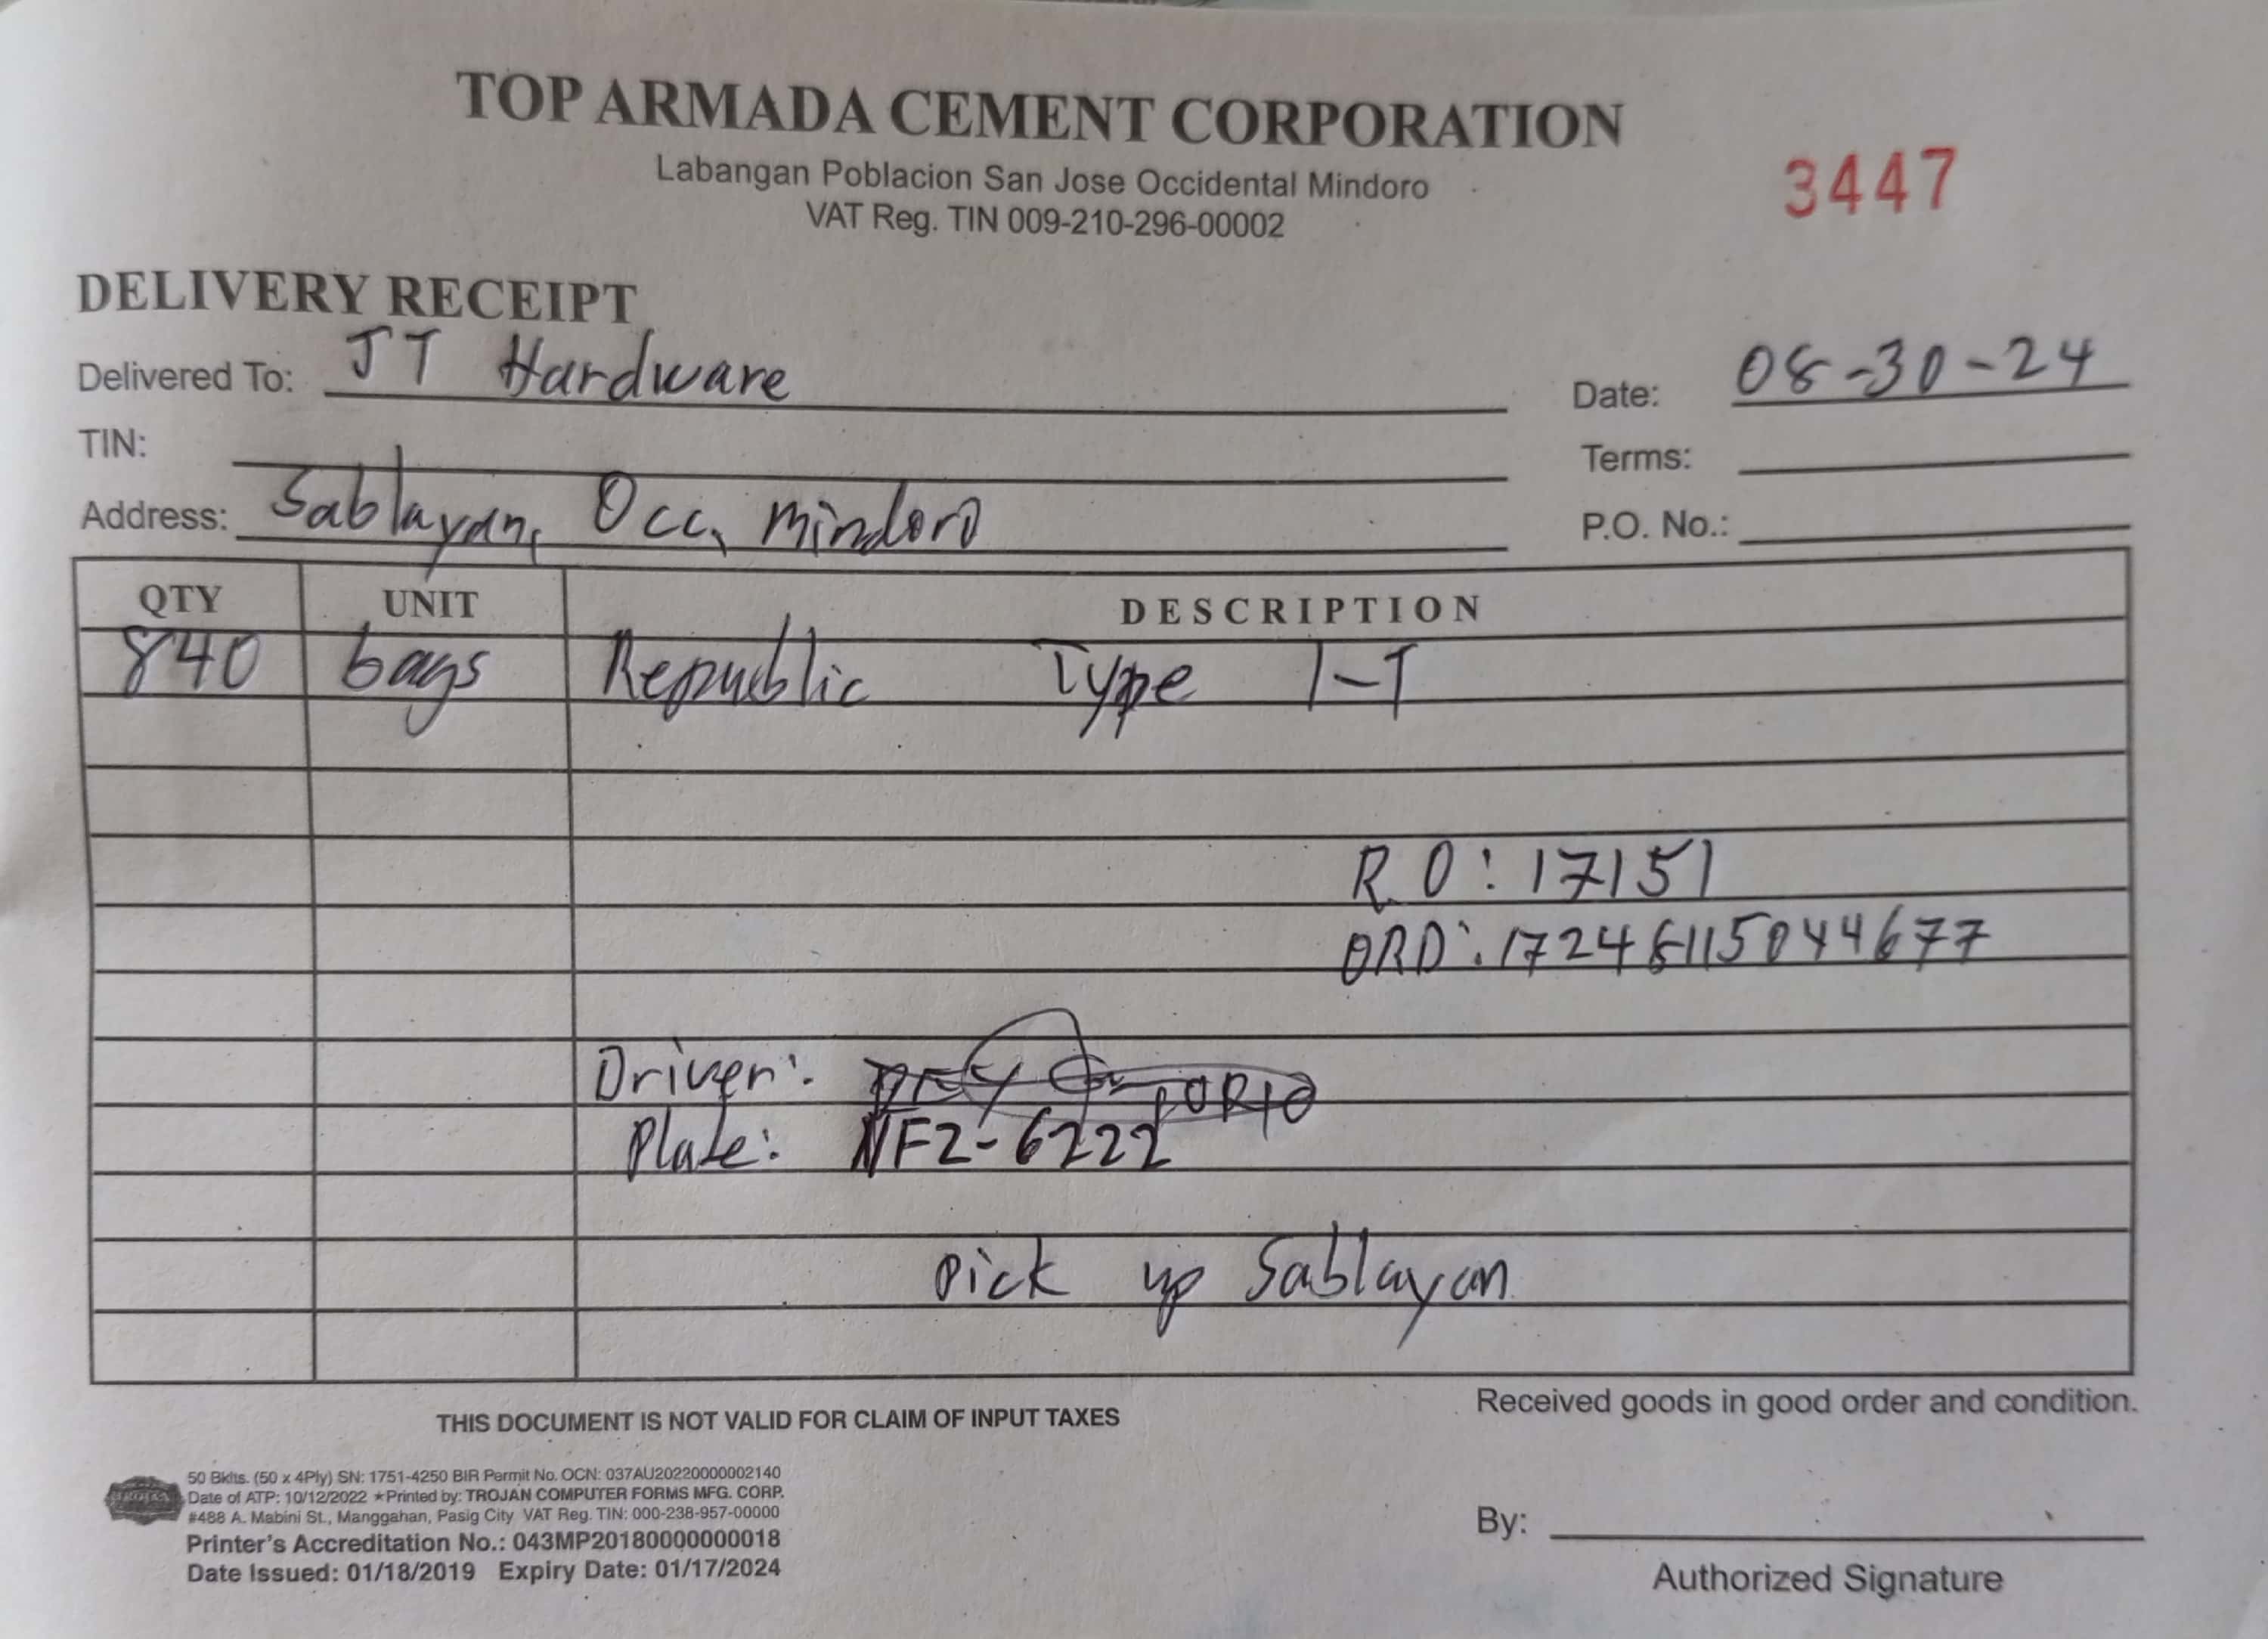 TOP ARMADA CEMENT CORPORATION
Labangan Poblacion San Jose Occidental Mindoro
VAT Reg. TIN 009-210-296-00002
3447
DELIVERY RECEIPT
Delivered To: JT Hardware
Date: 08-30-24
TIN:
Terms:
Address: Sablayan, Occ. Mindoro
P.O. No.:
QTY UNIT DESCRIPTION
840 bags Republic Type 1-T
R.O: 17151
ORD: 17246115044677
Driver:
Plate: NF2-6222
Pick up Sablayan
THIS DOCUMENT IS NOT VALID FOR CLAIM OF INPUT TAXES
Received goods in good order and condition.
50 Bklts. (50 x 4Ply) SN: 1751-4250 BIR Permit No. OCN: 037AU20220000002140
Date of ATP: 10/12/2022 ★Printed by: TROJAN COMPUTER FORMS MFG. CORP.
#488 A. Mabini St., Manggahan, Pasig City VAT Reg. TIN: 000-238-957-00000
Printer's Accreditation No.: 043MP20180000000018
Date Issued: 01/18/2019 Expiry Date: 01/17/2024
By:
Authorized Signature